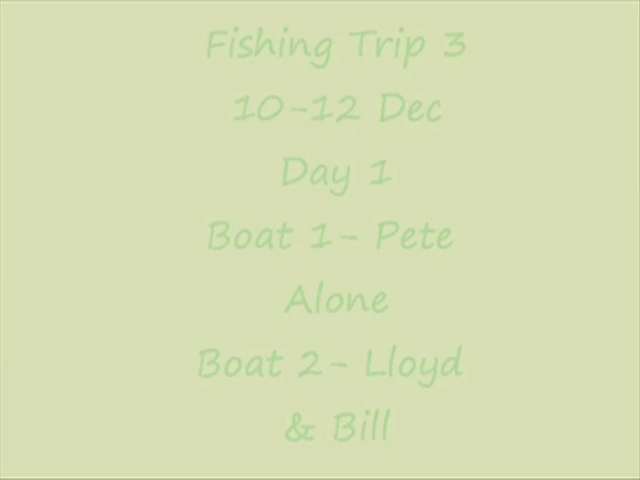 Fishing Trip 3
10-12 Dec
Day 1
Boat 1- Pete
Alone
Boat 2- Lloyd
& Bill